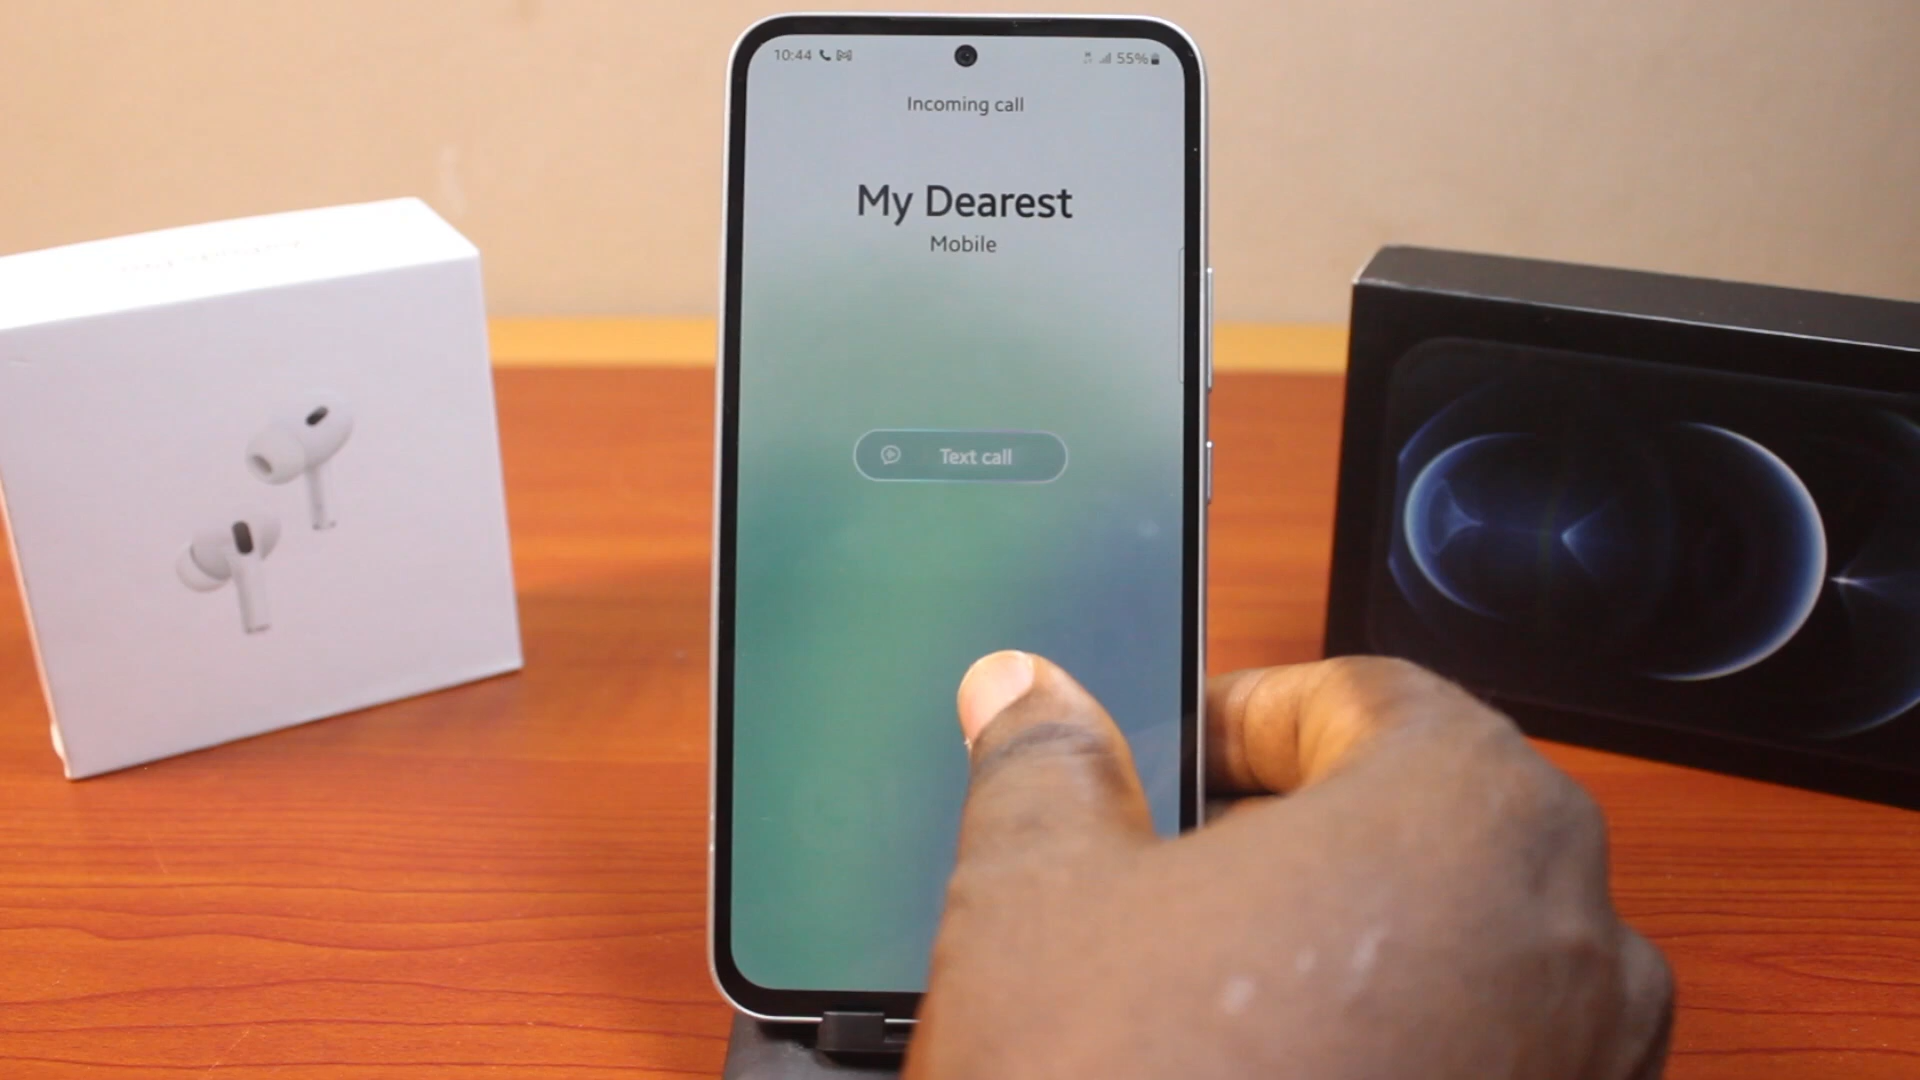 10:44
55%
Incoming call
My Dearest
Mobile
Text call